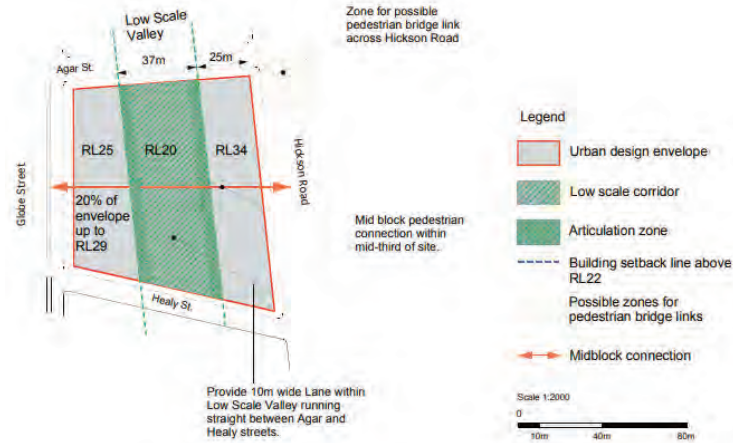 Low Scale
Valley
Zone for possible
pedestrian bridge link
across Hickson Road
37m
25m
Agar St.
RL25
RL20
RL34
Globe Street
Hickson Road
20% of
envelope
up to
RL29
Mid block pedestrian
connection within
mid-third of site.
Healy St.
Provide 10m wide Lane within
Low Scale Valley running
straight between Agar and
Healy streets.
Legend
Urban design envelope
Low scale corridor
Articulation zone
Building setback line above
RL22
Possible zones for
pedestrian bridge links
Midblock connection
Scale 1:2000
0
10m
40m
80m